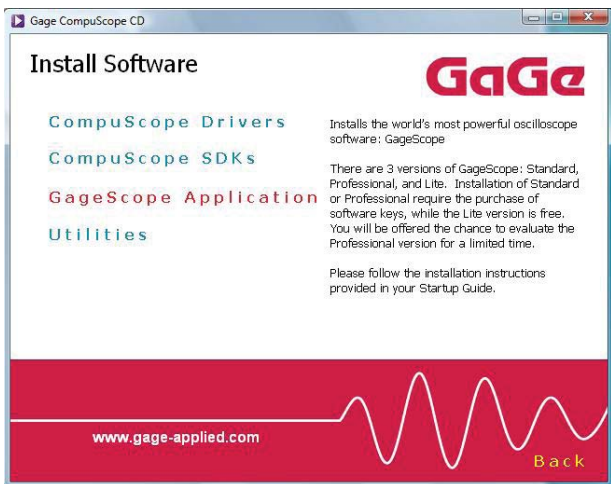 Gage CompuScope CD
Install Software
GaGe
CompuScope Drivers
CompuScope SDKs
GageScope Application
Utilities
Installs the world's most powerful oscilloscope
software: GageScope
There are 3 versions of GageScope: Standard,
Professional, and Lite. Installation of Standard
or Professional require the purchase of
software keys, while the Lite version is free.
You will be offered the chance to evaluate the
Professional version for a limited time.
Please follow the installation instructions
provided in your Startup Guide.
www.gage-applied.com
Back